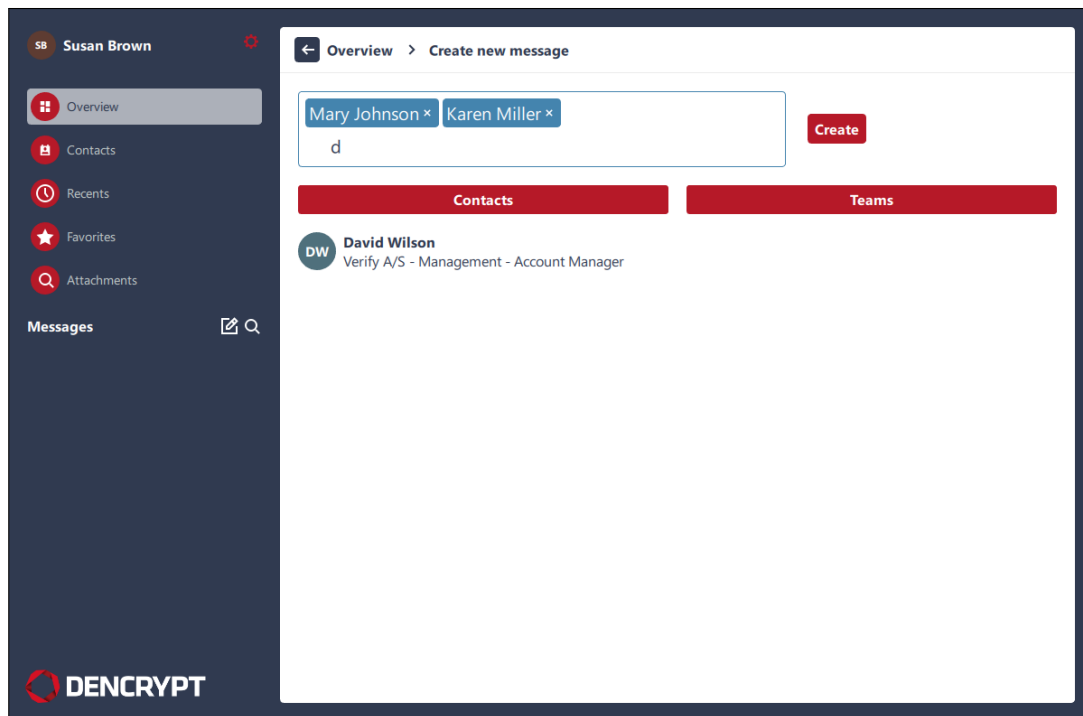 SB Susan Brown
Overview
Contacts
Recents
Favorites
Attachments
Messages
DENCRYPT
Overview > Create new message
Mary Johnson × Karen Miller ×
d
Create
Contacts
Teams
DW David Wilson
Verify A/S - Management - Account Manager